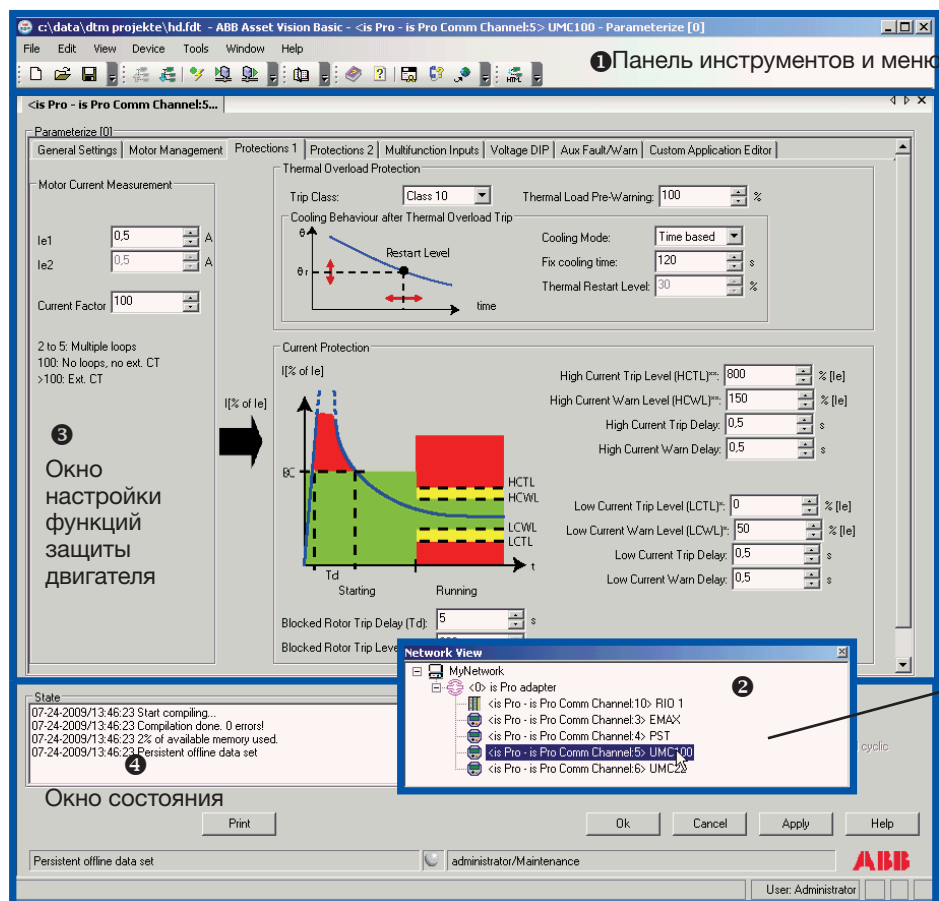 c:\data\dtm projekte\hd.fdt - ABB Asset Vision Basic - <is Pro - is Pro Comm Channel:5> UMC100 - Parameterize [0]
File Edit View Device Tools Window Help
❶Панель инструментов и меню
<is Pro - is Pro Comm Channel:5...
Parameterize [0]
General Settings Motor Management Protections 1 Protections 2 Multifunction Inputs Voltage DIP Aux Fault/Warn Custom Application Editor
Motor Current Measurement
Ie1 0,5 A
Ie2 0,5 A
Current Factor 100
2 to 5: Multiple loops
100: No loops, no ext. CT
>100: Ext. CT
❸
Окно
настройки
функций
защиты
двигателя
I[% of Ie]
Thermal Overload Protection
Trip Class: Class 10 Thermal Load Pre-Warning: 100 %
Cooling Behaviour after Thermal Overload Trip
θ
Restart Level
θr
time
Cooling Mode: Time based
Fix cooling time: 120 s
Thermal Restart Level: 30 %
Current Protection
I[% of Ie]
BC
HCTL
HCWL
LCWL
LCTL
t
Td
Starting Running
High Current Trip Level (HCTL)**: 800 % [Ie]
High Current Warn Level (HCWL)**: 150 % [Ie]
High Current Trip Delay: 0,5 s
High Current Warn Delay: 0,5 s
Low Current Trip Level (LCTL)*: 0 % [Ie]
Low Current Warn Level (LCWL)*: 50 % [Ie]
Low Current Trip Delay: 0,5 s
Low Current Warn Delay: 0,5 s
Blocked Rotor Trip Delay (Td): 5 s
Blocked Rotor Trip Leve
Network View
MyNetwork
<0> is Pro adapter
❷
<is Pro - is Pro Comm Channel:10> RIO 1
<is Pro - is Pro Comm Channel:3> EMAX
<is Pro - is Pro Comm Channel:4> PST
<is Pro - is Pro Comm Channel:5> UMC100
<is Pro - is Pro Comm Channel:6> UMC22
cyclic
State
07-24-2009/13:46:23 Start compiling...
07-24-2009/13:46:23 Compilation done. 0 errors!
07-24-2009/13:46:23 2% of available memory used.
07-24-2009/13:46:23 Persistent offline data set
❹
Окно состояния
Print Ok Cancel Apply Help
Persistent offline data set administrator/Maintenance ABB
User: Administrator